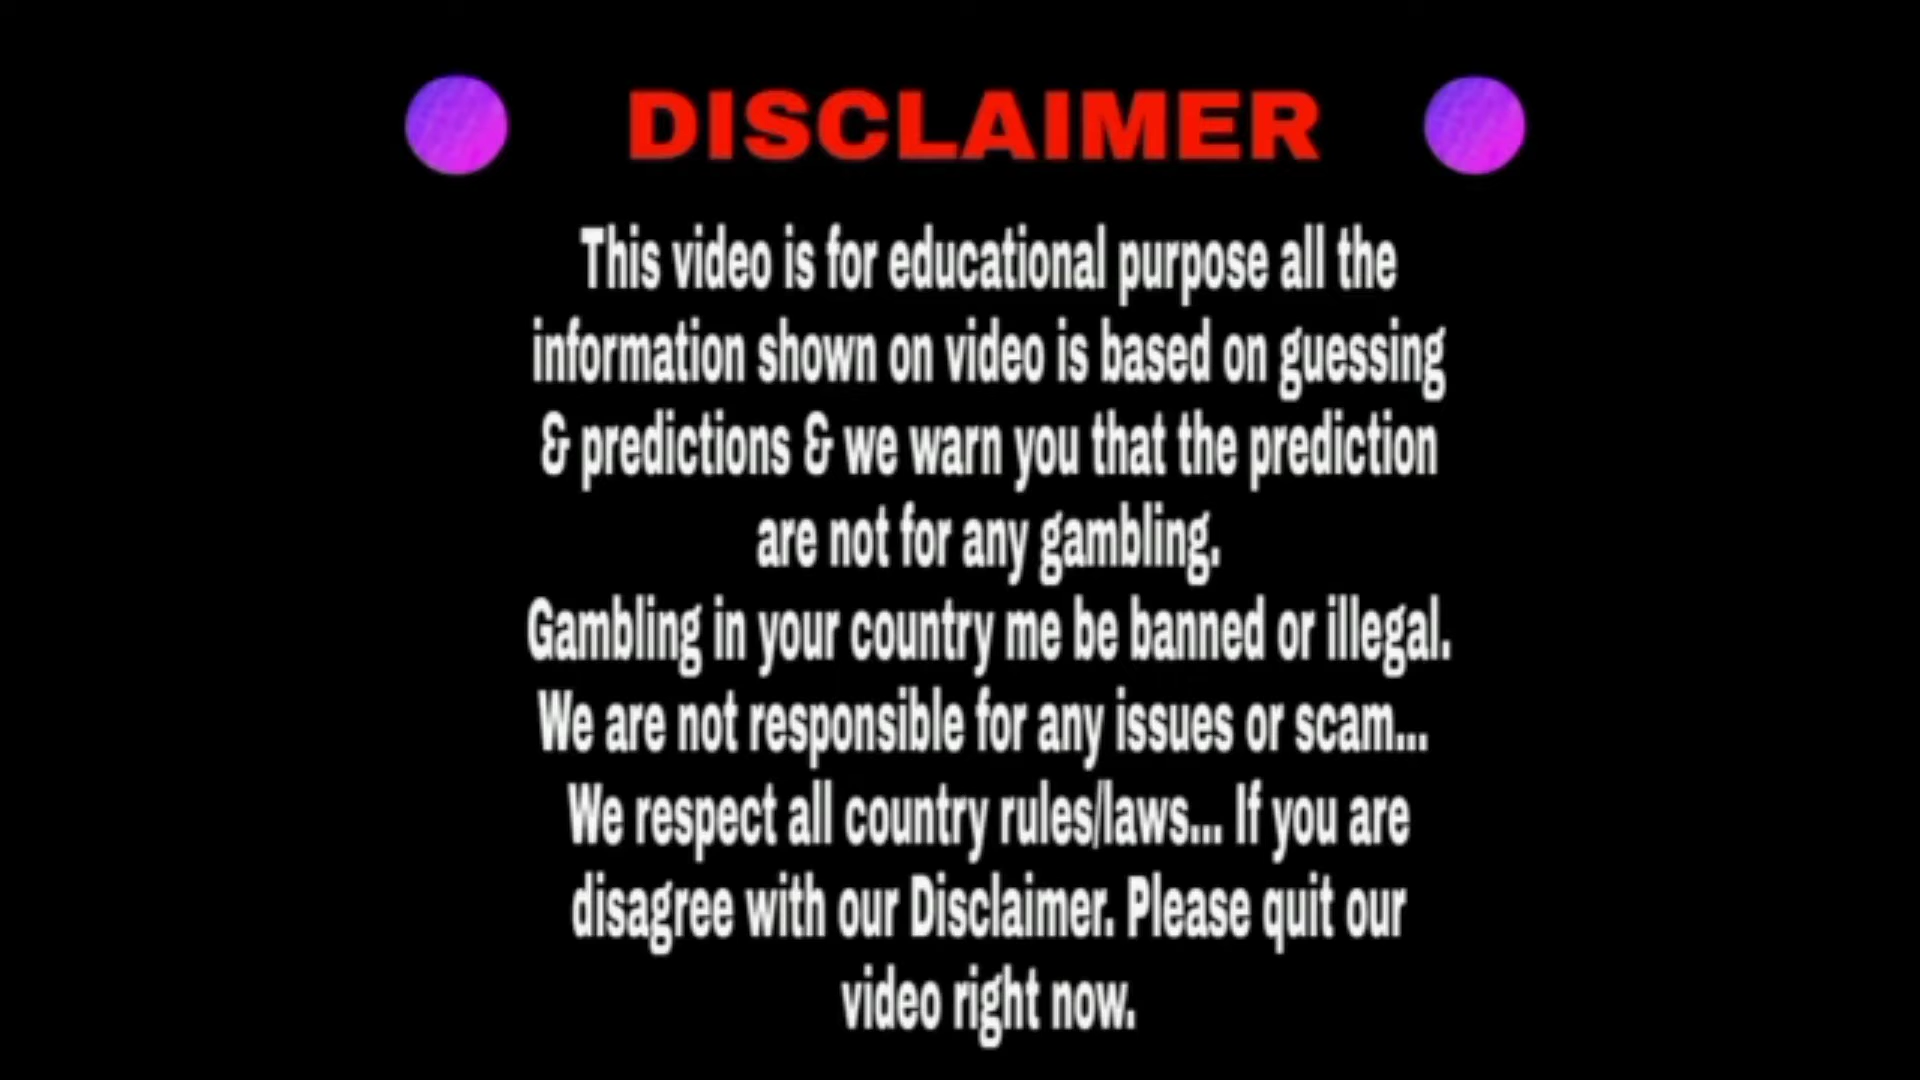 DISCLAIMER
This video is for educational purpose all the
information shown on video is based on guessing
& predictions & we warn you that the prediction
are not for any gambling.
Gambling in your country me be banned or illegal.
We are not responsible for any issues or scam...
We respect all country rules/laws... If you are
disagree with our Disclaimer. Please quit our
video right now.